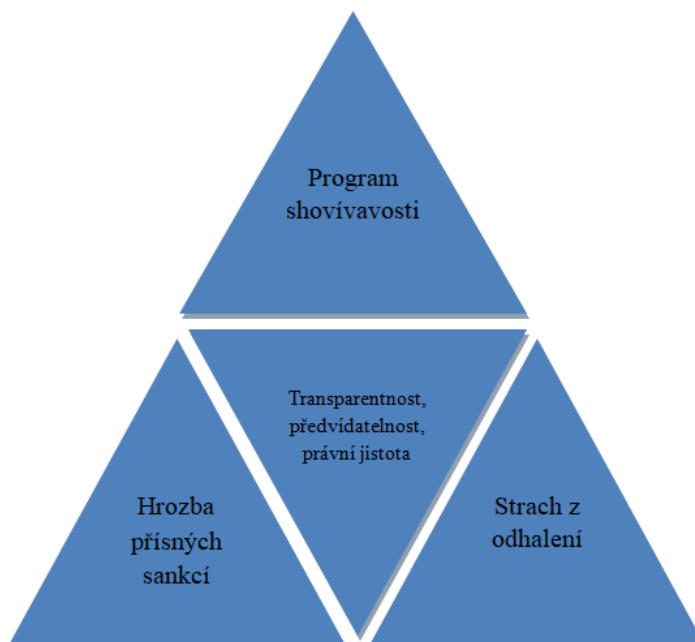 Program
shovívavosti
Transparentnost,
předvídatelnost,
právní jistota
Hrozba
přísných
sankcí
Strach z
odhalení